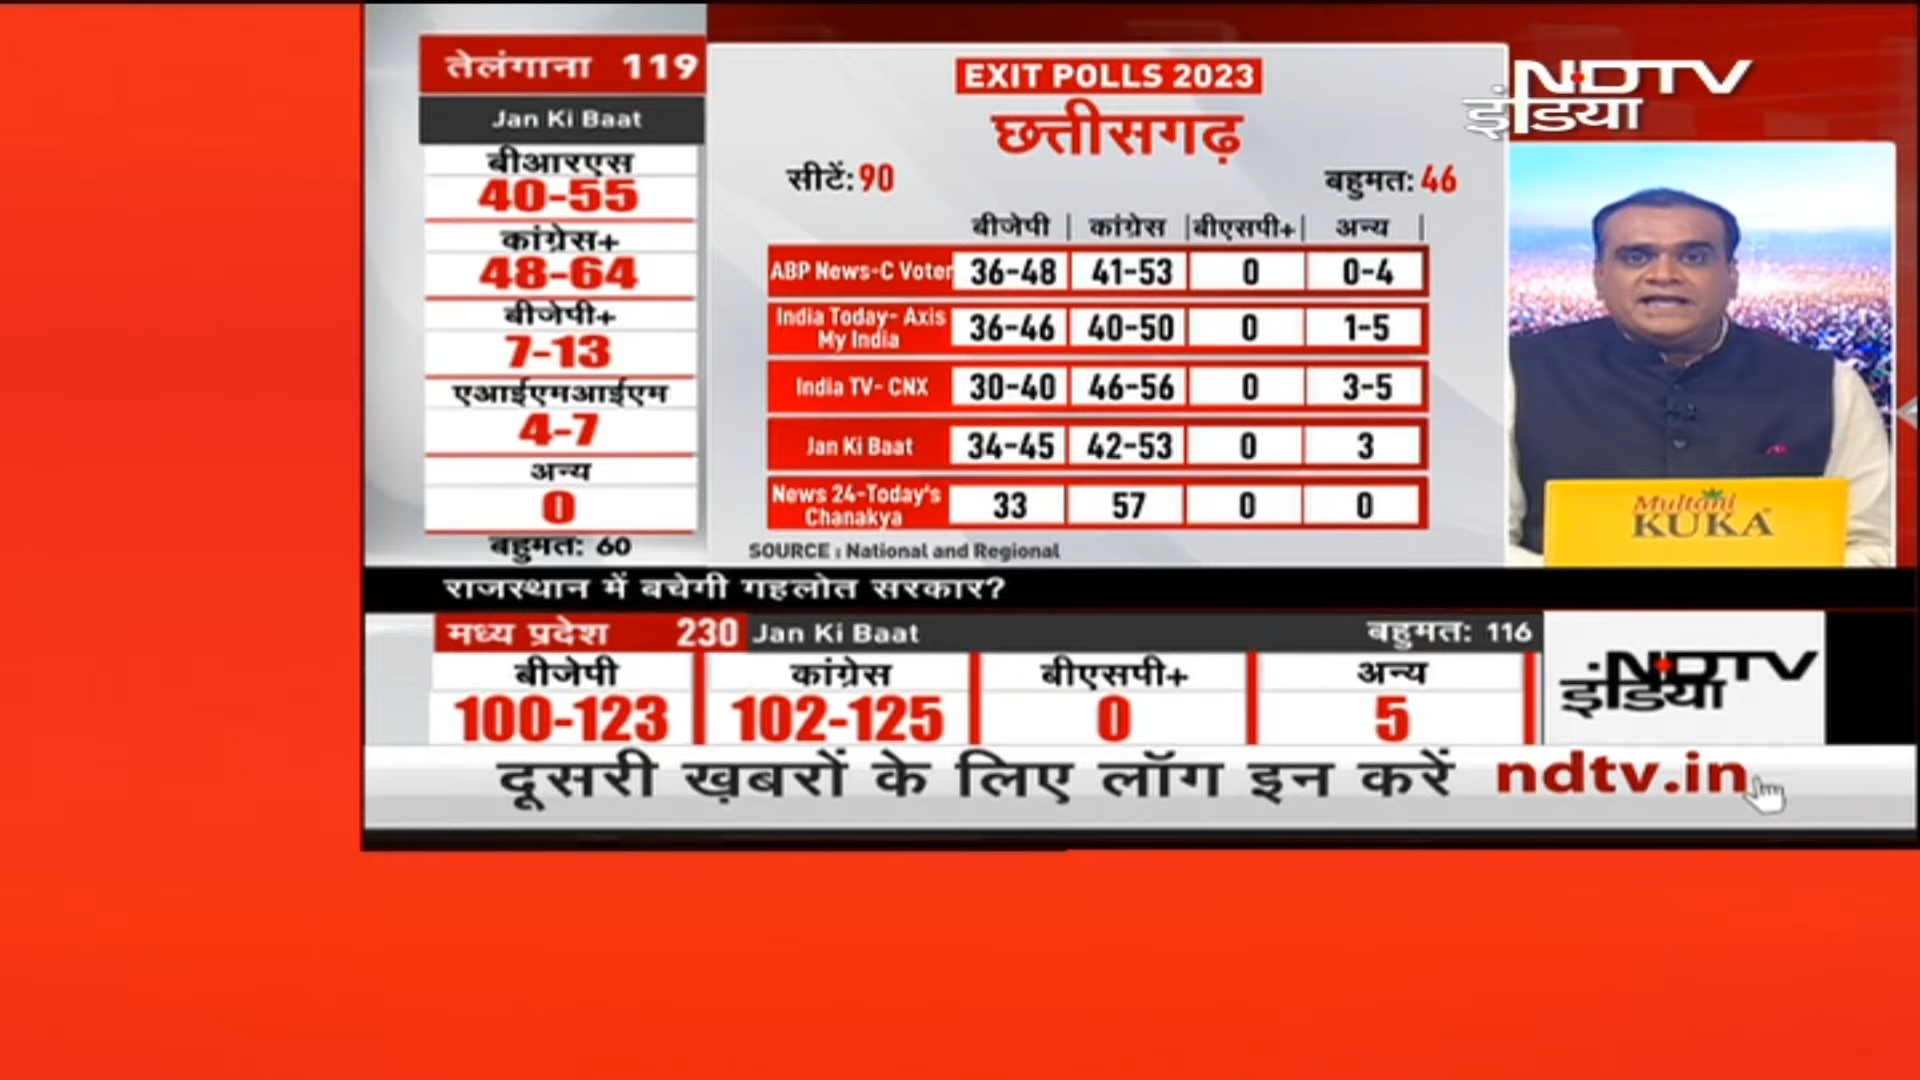 तेलंगाना 119
Jan Ki Baat
बीआरएस
40-55
कांग्रेस+
48-64
बीजेपी+
7-13
एआईएमआईएम
4-7
अन्य
0
बहुमत: 60
EXIT POLLS 2023
छत्तीसगढ़
सीटें: 90 बहुमत: 46
बीजेपी कांग्रेस बीएसपी+ अन्य
ABP News-C Voter 36-48 41-53 0 0-4
India Today- Axis My India 36-46 40-50 0 1-5
India TV- CNX 30-40 46-56 0 3-5
Jan Ki Baat 34-45 42-53 0 3
News 24-Today's Chanakya 33 57 0 0
SOURCE : National and Regional
NDTV
इंडिया
Multani
KUKA
राजस्थान में बचेगी गहलोत सरकार?
मध्य प्रदेश 230 Jan Ki Baat बहुमत: 116
बीजेपी कांग्रेस बीएसपी+ अन्य
100-123 102-125 0 5
NDTV
इंडिया
दूसरी ख़बरों के लिए लॉग इन करें ndtv.in